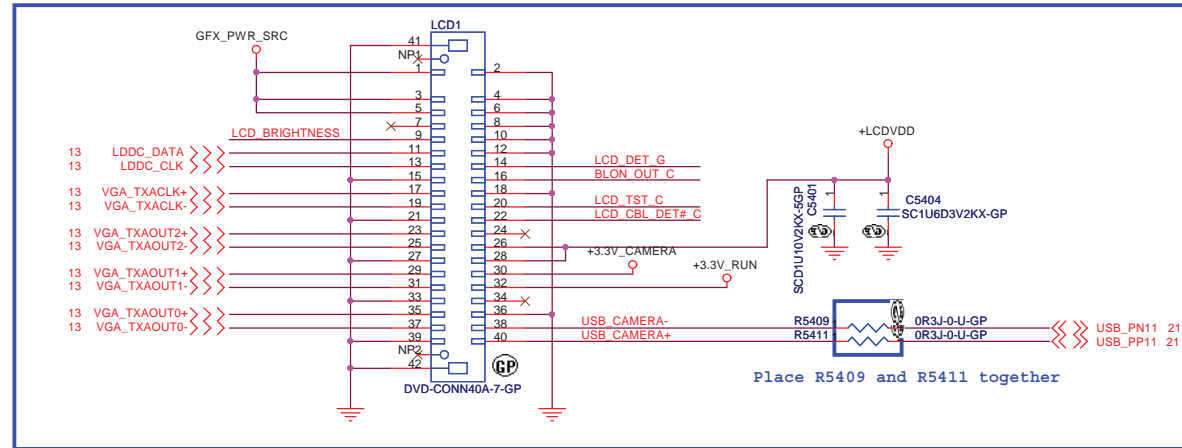 LCD1
GFX_PWR_SRC
41
NP1
1 2
3 4
5 6
7 8
LCD_BRIGHTNESS 9 10
+LCDVDD
13 LDDC_DATA 11 12
13 LDDC_CLK 13 14 LCD_DET_G
15 16 BLON_OUT_C
13 VGA_TXACLK+ 17 18
13 VGA_TXACLK- 19 20 LCD_TST_C
21 22 LCD_CBL_DET#_C
13 VGA_TXAOUT2+ 23 24
13 VGA_TXAOUT2- 25 26
27 28
13 VGA_TXAOUT1+ 29 30 +3.3V_CAMERA
13 VGA_TXAOUT1- 31 32 +3.3V_RUN
33 34
13 VGA_TXAOUT0+ 35 36
13 VGA_TXAOUT0- 37 38 USB_CAMERA-
39 40 USB_CAMERA+
NP2
42
GP
DVD-CONN40A-7-GP
1
C5401
SCD1U10V2KX-5GP
1
C5404
SC1U6D3V2KX-GP
R5409 0R3J-0-U-GP USB_PN11 21
R5411 0R3J-0-U-GP USB_PP11 21
Place R5409 and R5411 together